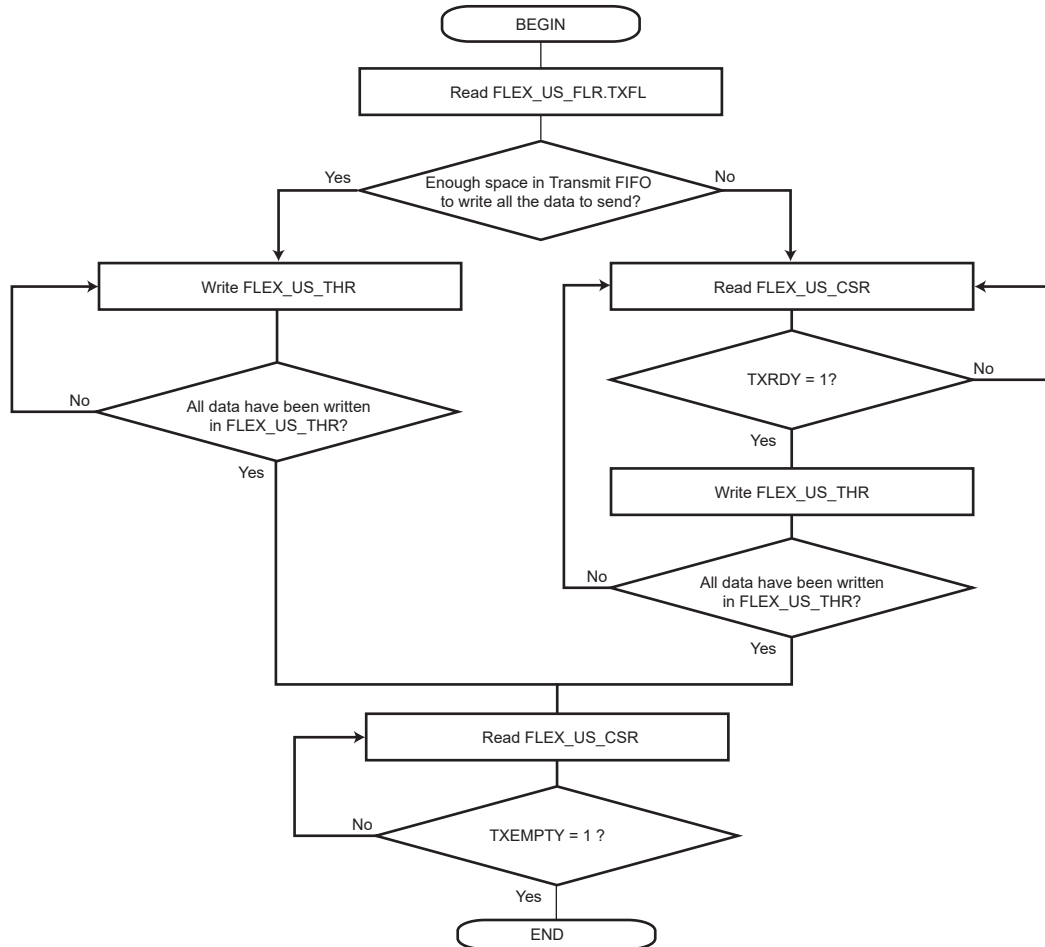 BEGIN
Read FLEX_US_FLR.TXFL
Yes
Enough space in Transmit FIFO
to write all the data to send?
No
Write FLEX_US_THR
Read FLEX_US_CSR
TXRDY = 1?
No
No
All data have been written
in FLEX_US_THR?
Yes
Yes
Write FLEX_US_THR
No
All data have been written
in FLEX_US_THR?
Yes
Read FLEX_US_CSR
No
TXEMPTY = 1 ?
Yes
END